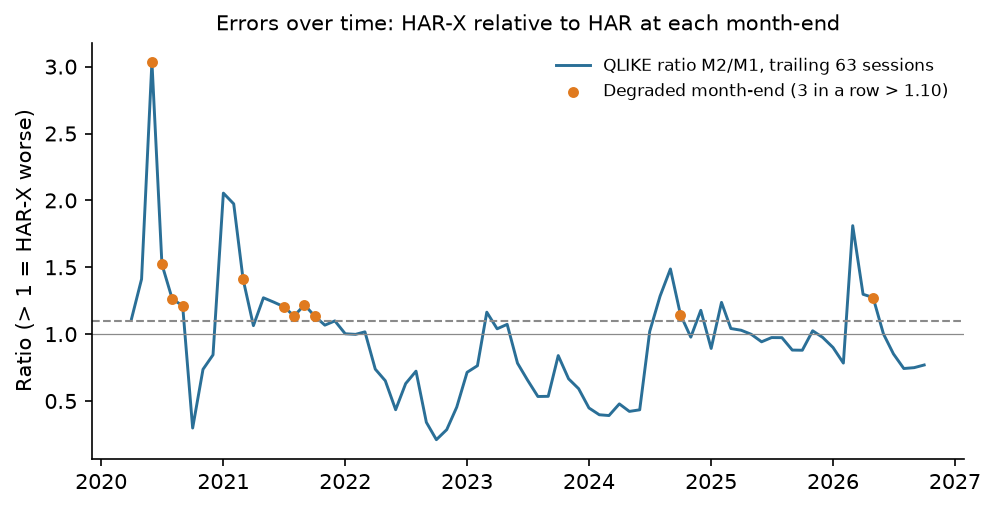 Errors over time: HAR-X relative to HAR at each month-end
QLIKE ratio M2/M1, trailing 63 sessions
Degraded month-end (3 in a row > 1.10)
Ratio (> 1 = HAR-X worse)
3.0
2.5
2.0
1.5
1.0
0.5
2020 2021 2022 2023 2024 2025 2026 2027